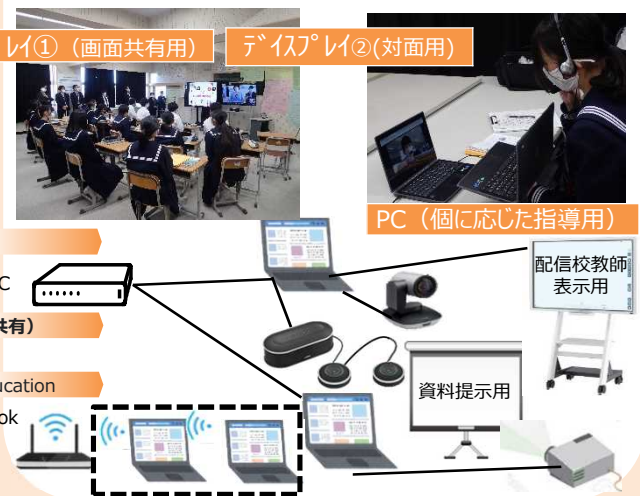 ﾚｲ①（画面共有用）
ﾃﾞｨｽﾌﾟﾚｲ②(対面用)
PC（個に応じた指導用）
C
配信校教師
表示用
共有）
資料提示用
ucation
ok